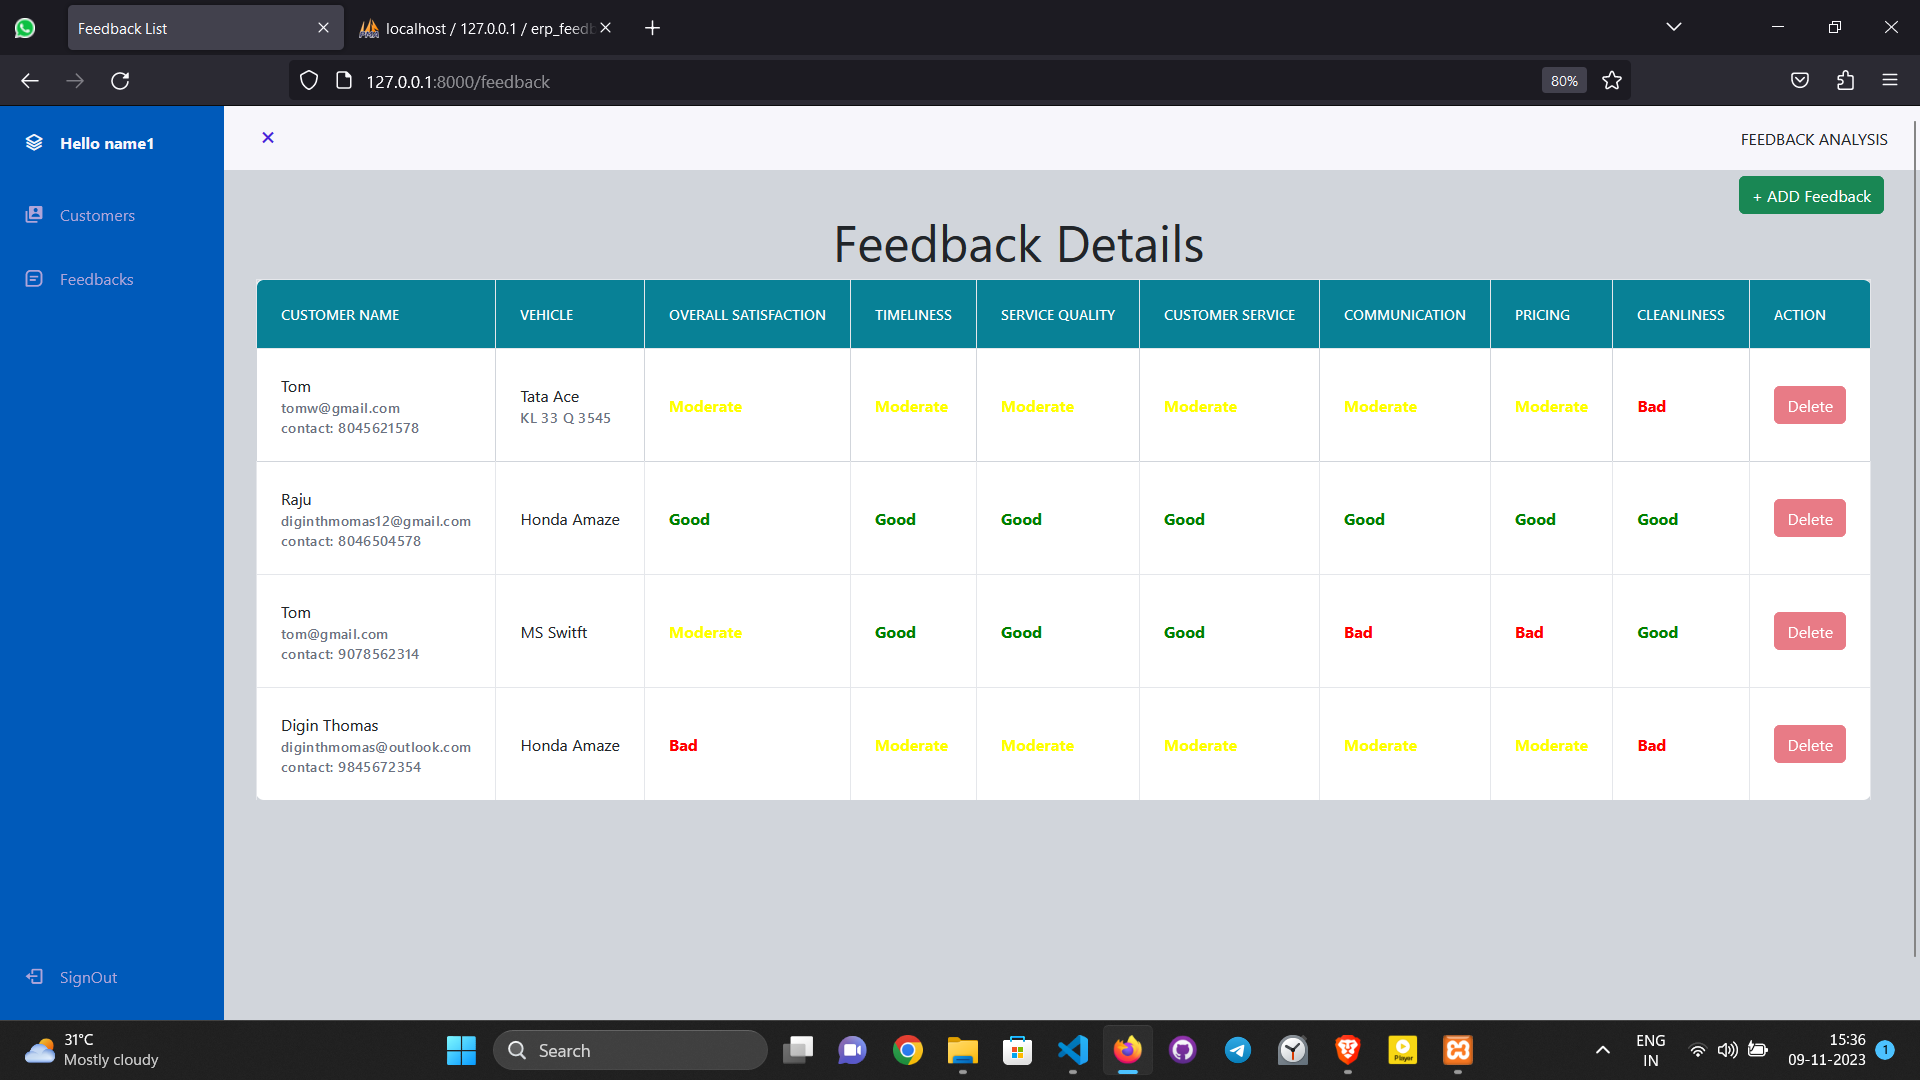 Feedback List
localhost / 127.0.0.1 / erp_feedb
127.0.0.1:8000/feedback
80%
Hello name1
Customers
Feedbacks
SignOut
FEEDBACK ANALYSIS
+ ADD Feedback
Feedback Details
CUSTOMER NAME VEHICLE OVERALL SATISFACTION TIMELINESS SERVICE QUALITY CUSTOMER SERVICE COMMUNICATION PRICING CLEANLINESS ACTION
Tom
tomw@gmail.com
contact: 8045621578
Tata Ace
KL 33 Q 3545
Moderate Moderate Moderate Moderate Moderate Moderate Bad Delete
Raju
diginthmomas12@gmail.com
contact: 8046504578
Honda Amaze Good Good Good Good Good Good Good Delete
Tom
tom@gmail.com
contact: 9078562314
MS Switft Moderate Good Good Good Bad Bad Good Delete
Digin Thomas
diginthmomas@outlook.com
contact: 9845672354
Honda Amaze Bad Moderate Moderate Moderate Moderate Moderate Bad Delete
31°C
Mostly cloudy
Search
Player
ENG
IN
15:36
09-11-2023
1